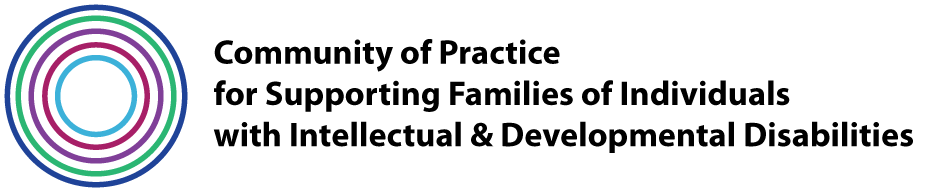 Community of Practice
for Supporting Families of Individuals
with Intellectual & Developmental Disabilities